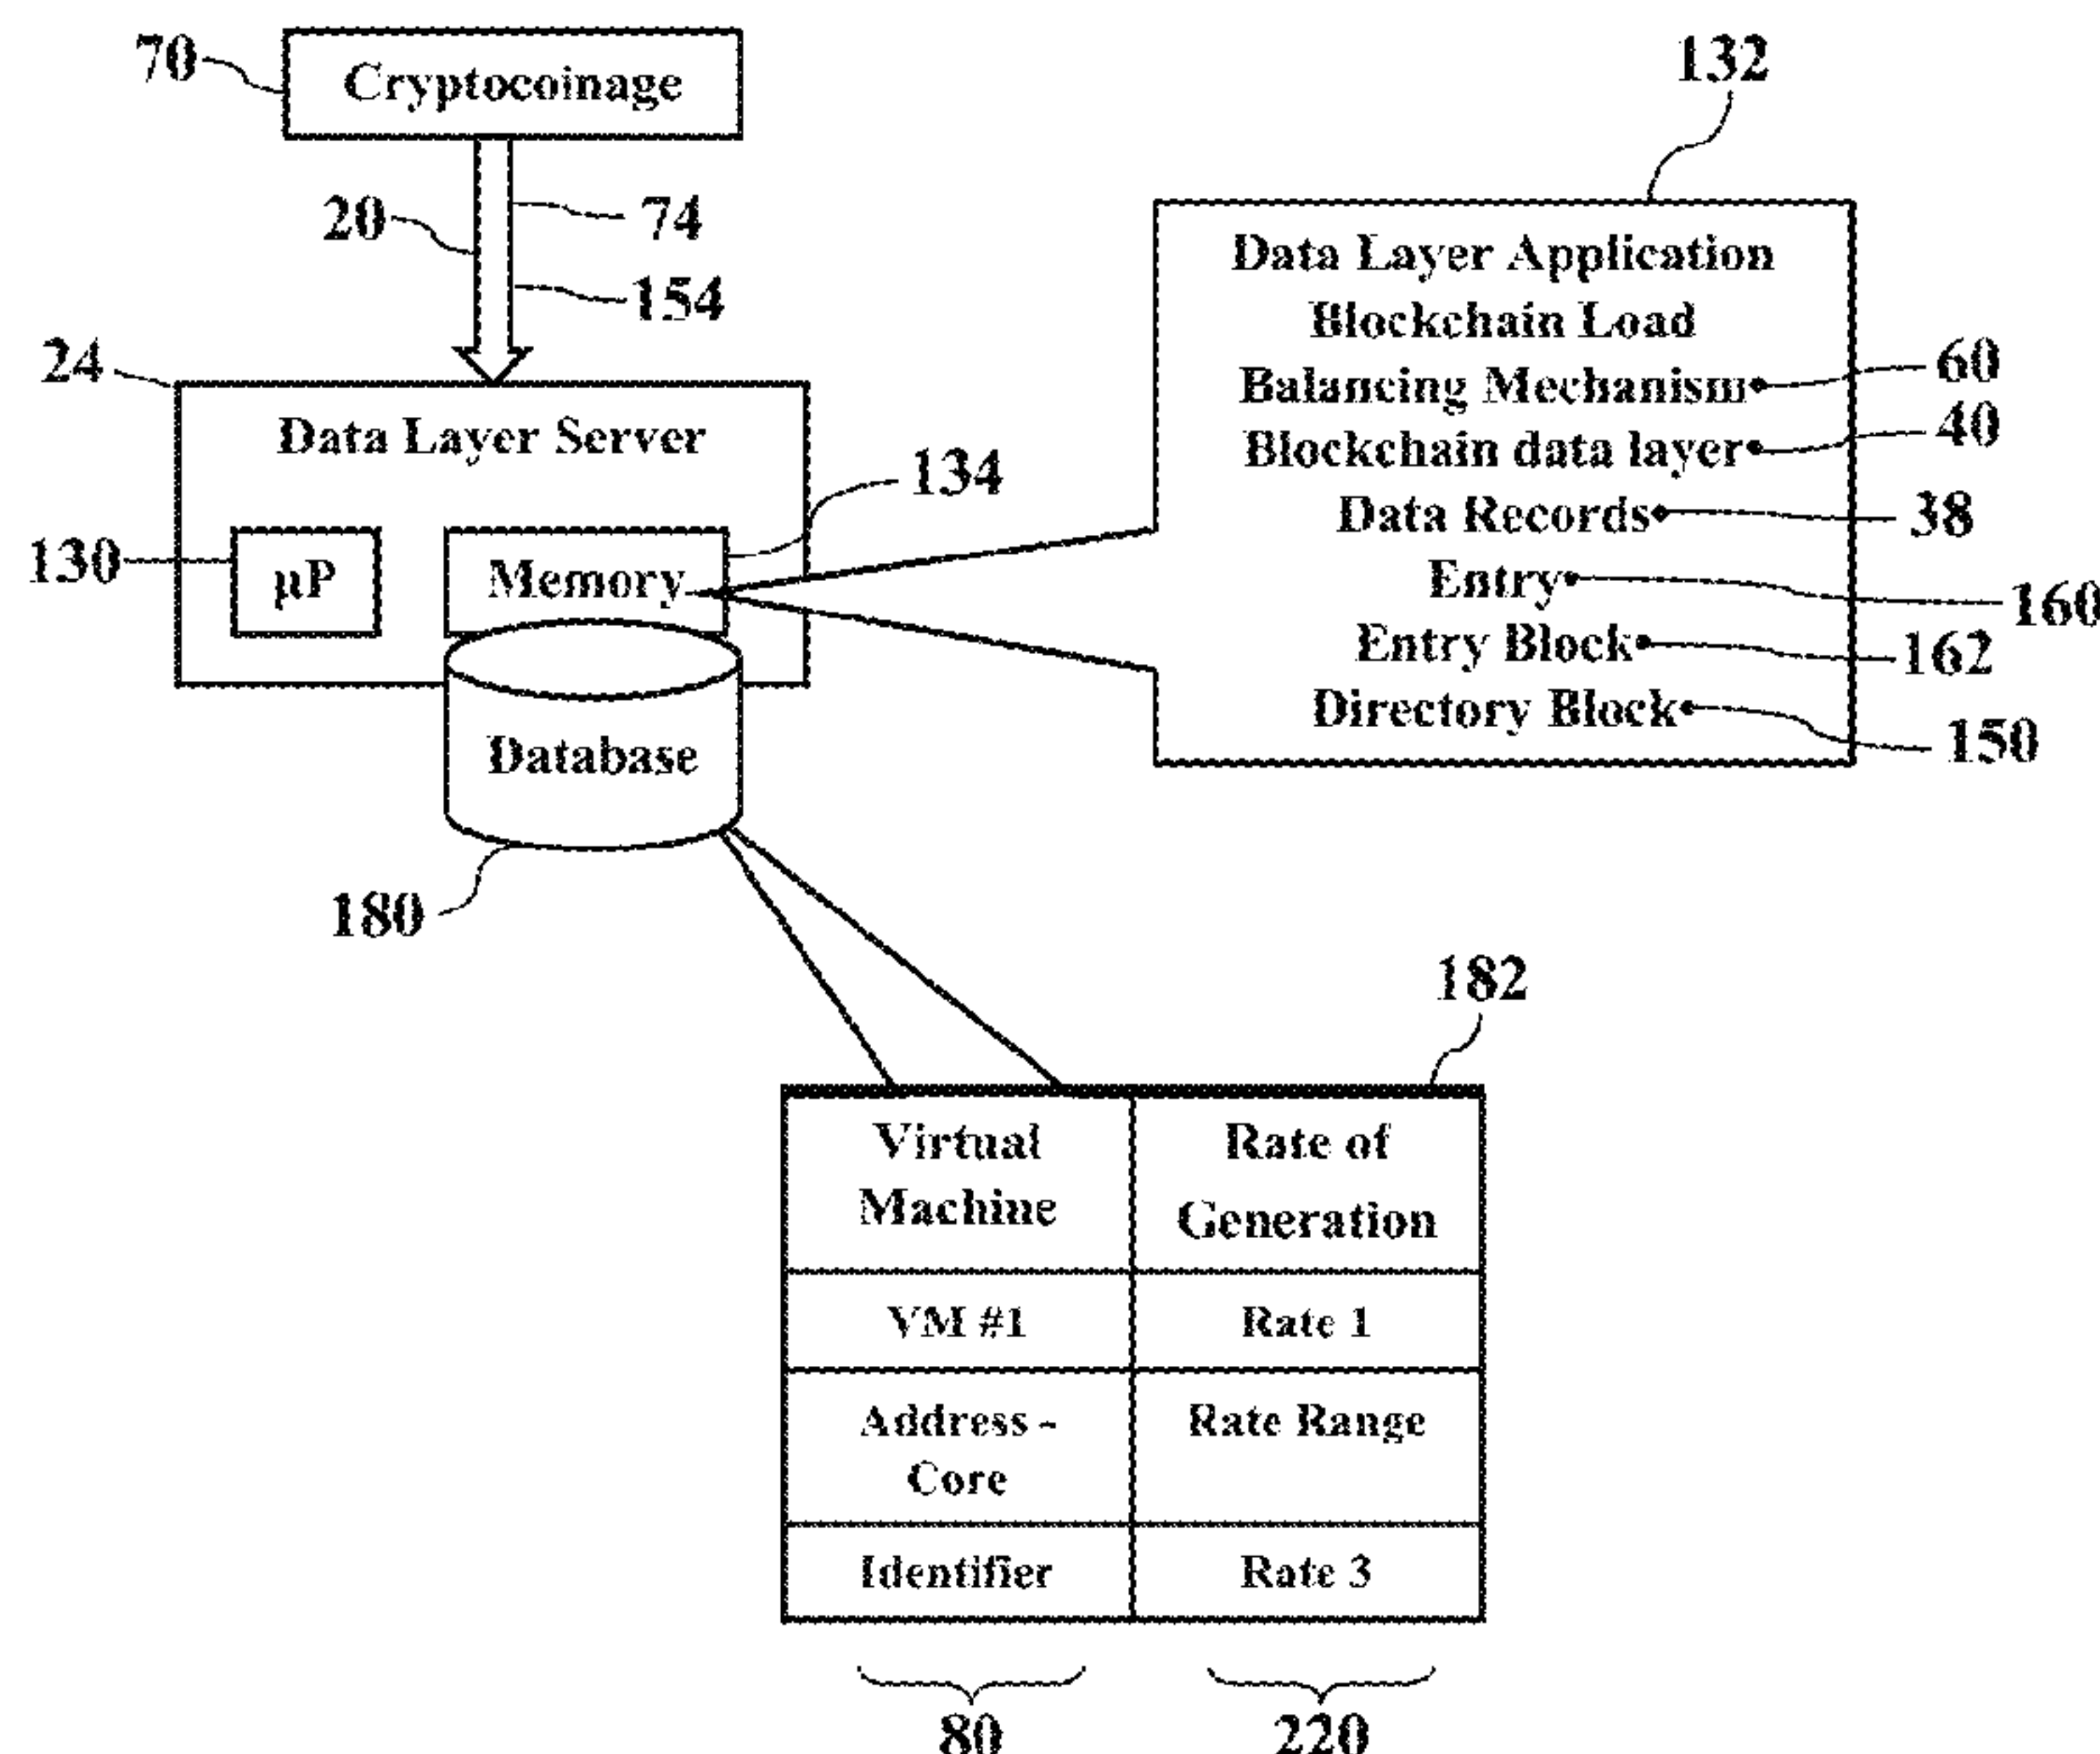 70
Cryptocoinage
132
20
74
154
24
Data Layer Server
134
130
µP
Memory
Database
180
Data Layer Application
Blockchain Load
Balancing Mechanism
60
Blockchain data layer
40
Data Records
38
Entry
160
Entry Block
162
Directory Block
150
182
Virtual
Machine
Rate of
Generation
VM #1
Rate 1
Address -
Core
Rate Range
Identifier
Rate 3
80
220